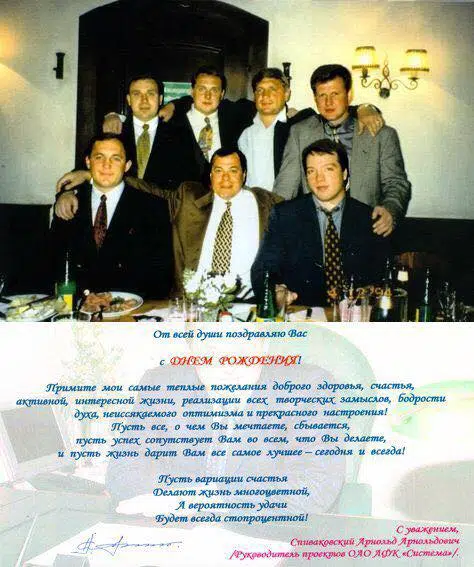 От всей души поздравляю Вас
с ДНЕМ РОЖДЕНИЯ!
Примите мои самые теплые пожелания доброго здоровья, счастья,
активной, интересной жизни, реализации всех творческих замыслов, бодрости
духа, неиссякаемого оптимизма и прекрасного настроения!
Пусть все, о чем Вы мечтаете, сбывается,
пусть успех сопутствует Вам во всем, что Вы делаете,
и пусть жизнь дарит Вам все самое лучшее – сегодня и всегда!
Пусть вариации счастья
Делают жизнь многоцветной,
А вероятность удачи
Будет всегда стопроцентной!
С уважением,
Спиваковский Арнольд Арнольдович
/Руководитель проектов ОАО АФК «Система»/.